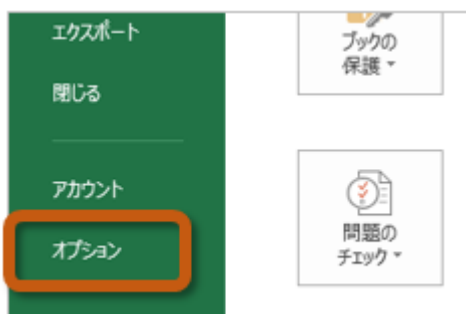 エクスポート
閉じる
アカウント
オプション
ブックの
保護
問題の
チェック